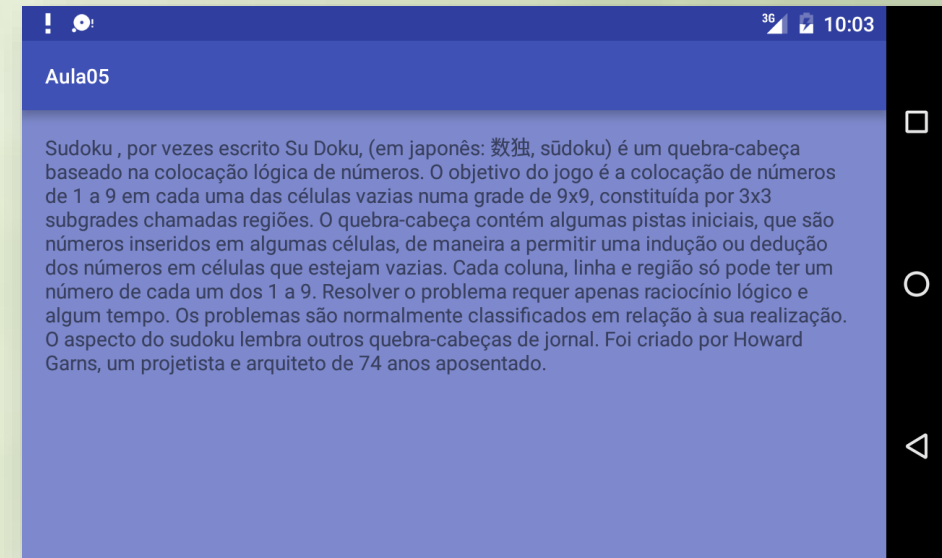 3G 10:03
Aula05
Sudoku , por vezes escrito Su Doku, (em japonês: 数独, sūdoku) é um quebra-cabeça
baseado na colocação lógica de números. O objetivo do jogo é a colocação de números
de 1 a 9 em cada uma das células vazias numa grade de 9x9, constituída por 3x3
subgrades chamadas regiões. O quebra-cabeça contém algumas pistas iniciais, que são
números inseridos em algumas células, de maneira a permitir uma indução ou dedução
dos números em células que estejam vazias. Cada coluna, linha e região só pode ter um
número de cada um dos 1 a 9. Resolver o problema requer apenas raciocínio lógico e
algum tempo. Os problemas são normalmente classificados em relação à sua realização.
O aspecto do sudoku lembra outros quebra-cabeças de jornal. Foi criado por Howard
Garns, um projetista e arquiteto de 74 anos aposentado.